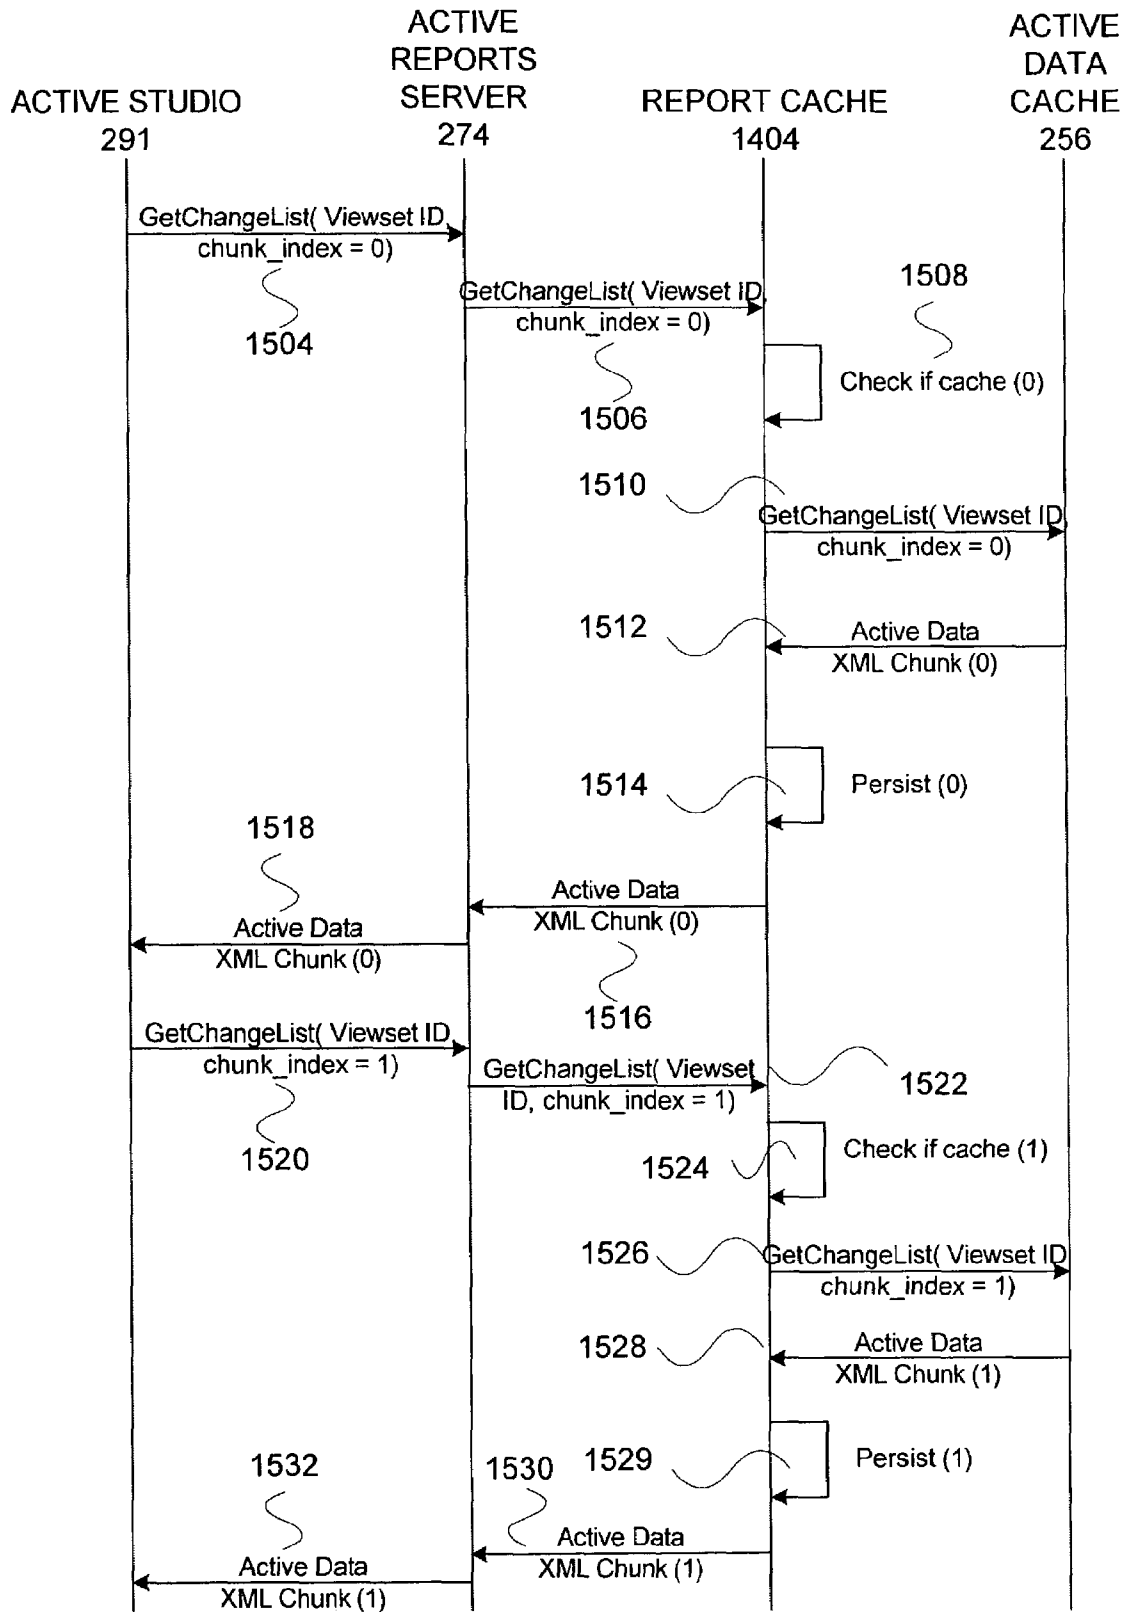 ACTIVE STUDIO
291
ACTIVE
REPORTS
SERVER
274
REPORT CACHE
1404
ACTIVE
DATA
CACHE
256
GetChangeList( Viewset ID,
chunk_index = 0)
1504
GetChangeList( Viewset ID,
chunk_index = 0)
1506
1508
Check if cache (0)
1510
GetChangeList( Viewset ID,
chunk_index = 0)
1512
Active Data
XML Chunk (0)
1514
Persist (0)
1518
Active Data
XML Chunk (0)
Active Data
XML Chunk (0)
1516
GetChangeList( Viewset ID,
chunk_index = 1)
1520
GetChangeList( Viewset
ID, chunk_index = 1)
1522
1524
Check if cache (1)
1526
GetChangeList( Viewset ID,
chunk_index = 1)
1528
Active Data
XML Chunk (1)
1529
Persist (1)
1532
1530
Active Data
XML Chunk (1)
Active Data
XML Chunk (1)